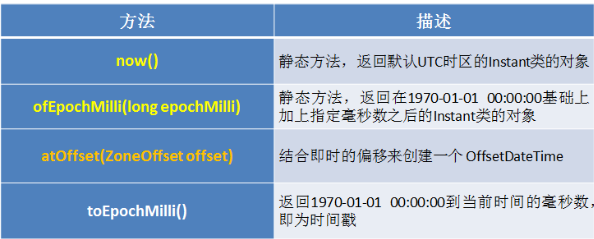 方法 描述
now() 静态方法，返回默认UTC时区的Instant类的对象
ofEpochMilli(long epochMilli) 静态方法，返回在1970-01-01 00:00:00基础上
加上指定毫秒数之后的Instant类的对象
atOffset(ZoneOffset offset) 结合即时的偏移来创建一个 OffsetDateTime
toEpochMilli() 返回1970-01-01 00:00:00到当前时间的毫秒数，
即为时间戳